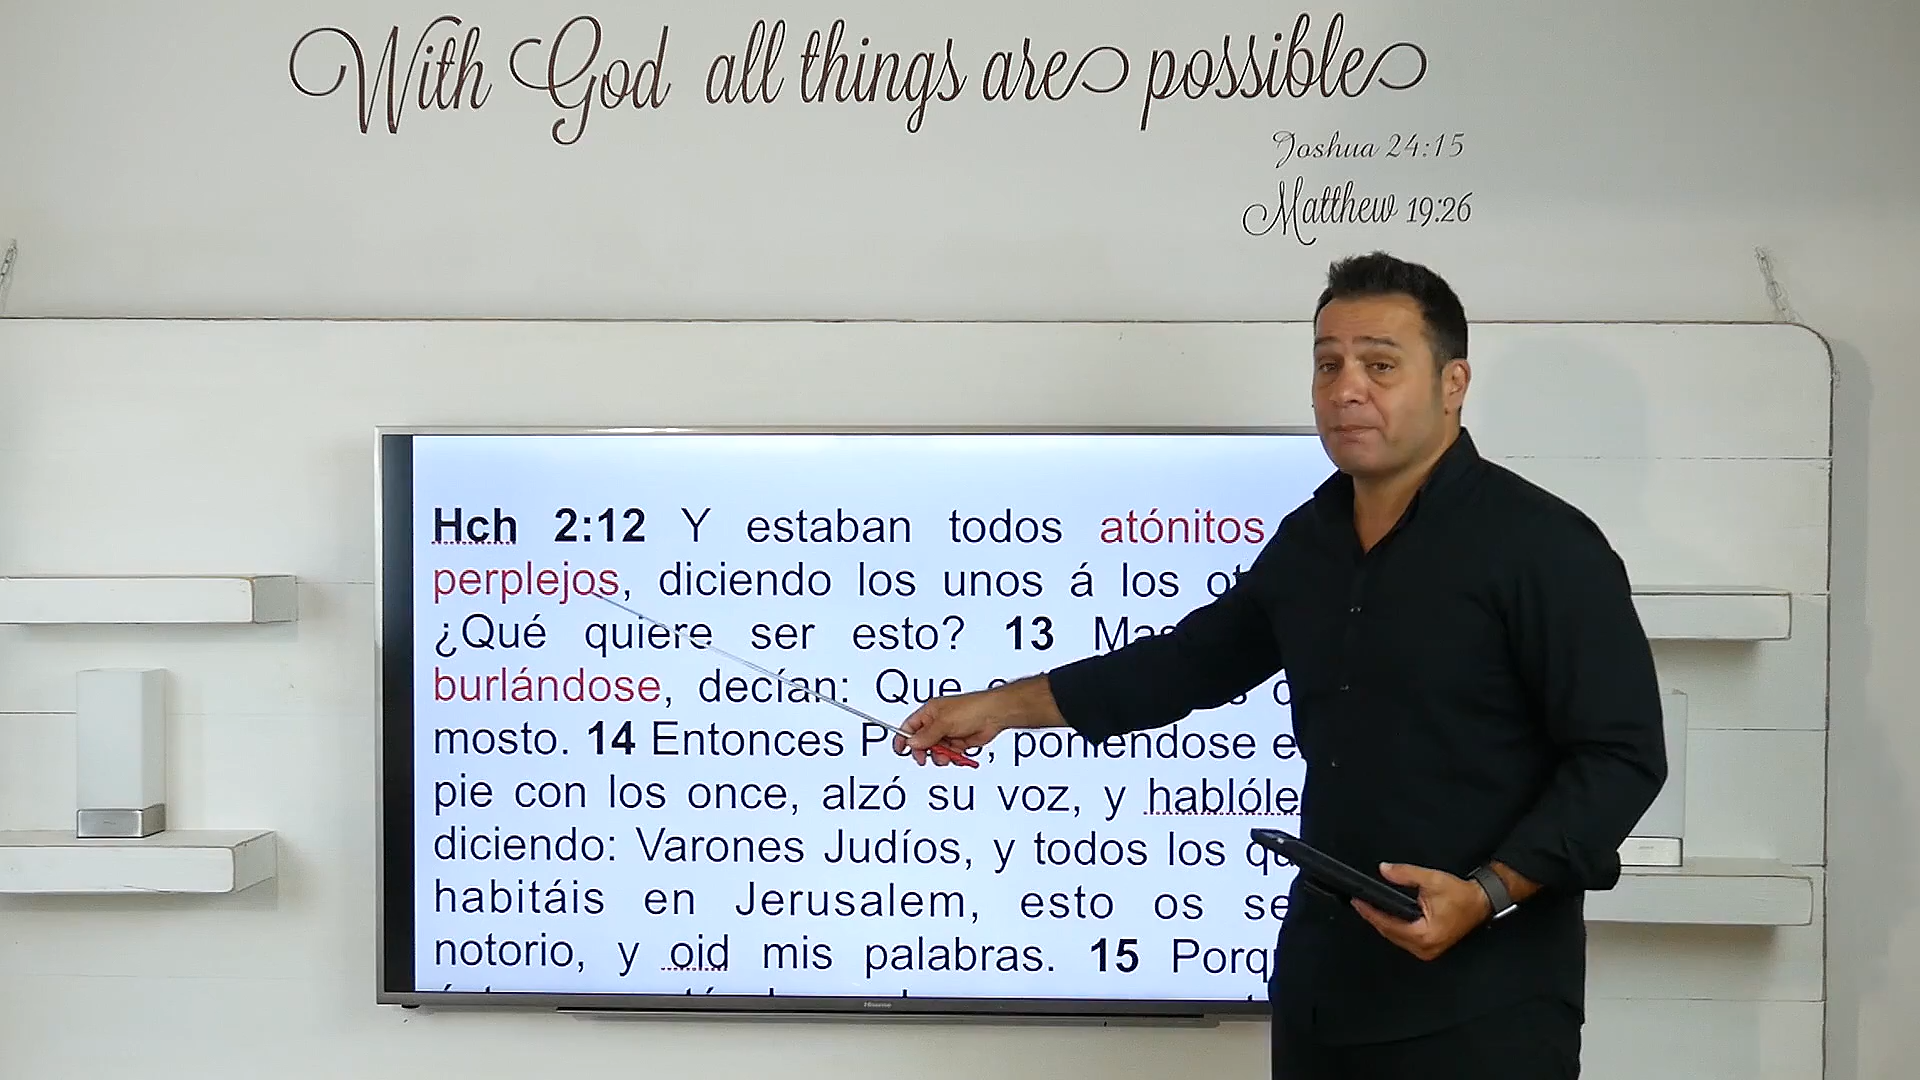 With God all things are possible
Joshua 24:15
Matthew 19:26
Hch 2:12 Y estaban todos atónitos
perplejos, diciendo los unos á los
¿Qué quiere ser esto? 13
burlándose, decían: Que
mosto. 14 Entonces poniéndose
pie con los once, alzó su voz, y
diciendo: Varones Judíos, y todos los
habitáis en Jerusalem, esto os
notorio, y oid mis palabras. 15
Hisense